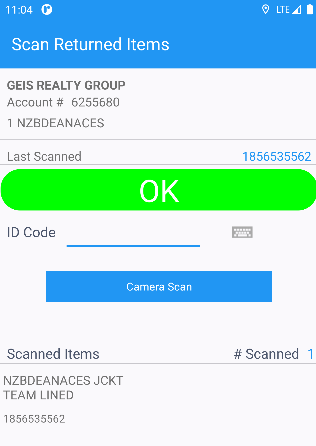 11:04 LTE
Scan Returned Items
GEIS REALTY GROUP
Account # 6255680
1 NZBDEANACES
Last Scanned 1856535562
OK
ID Code
Camera Scan
Scanned Items # Scanned 1
NZBDEANACES JCKT
TEAM LINED
1856535562